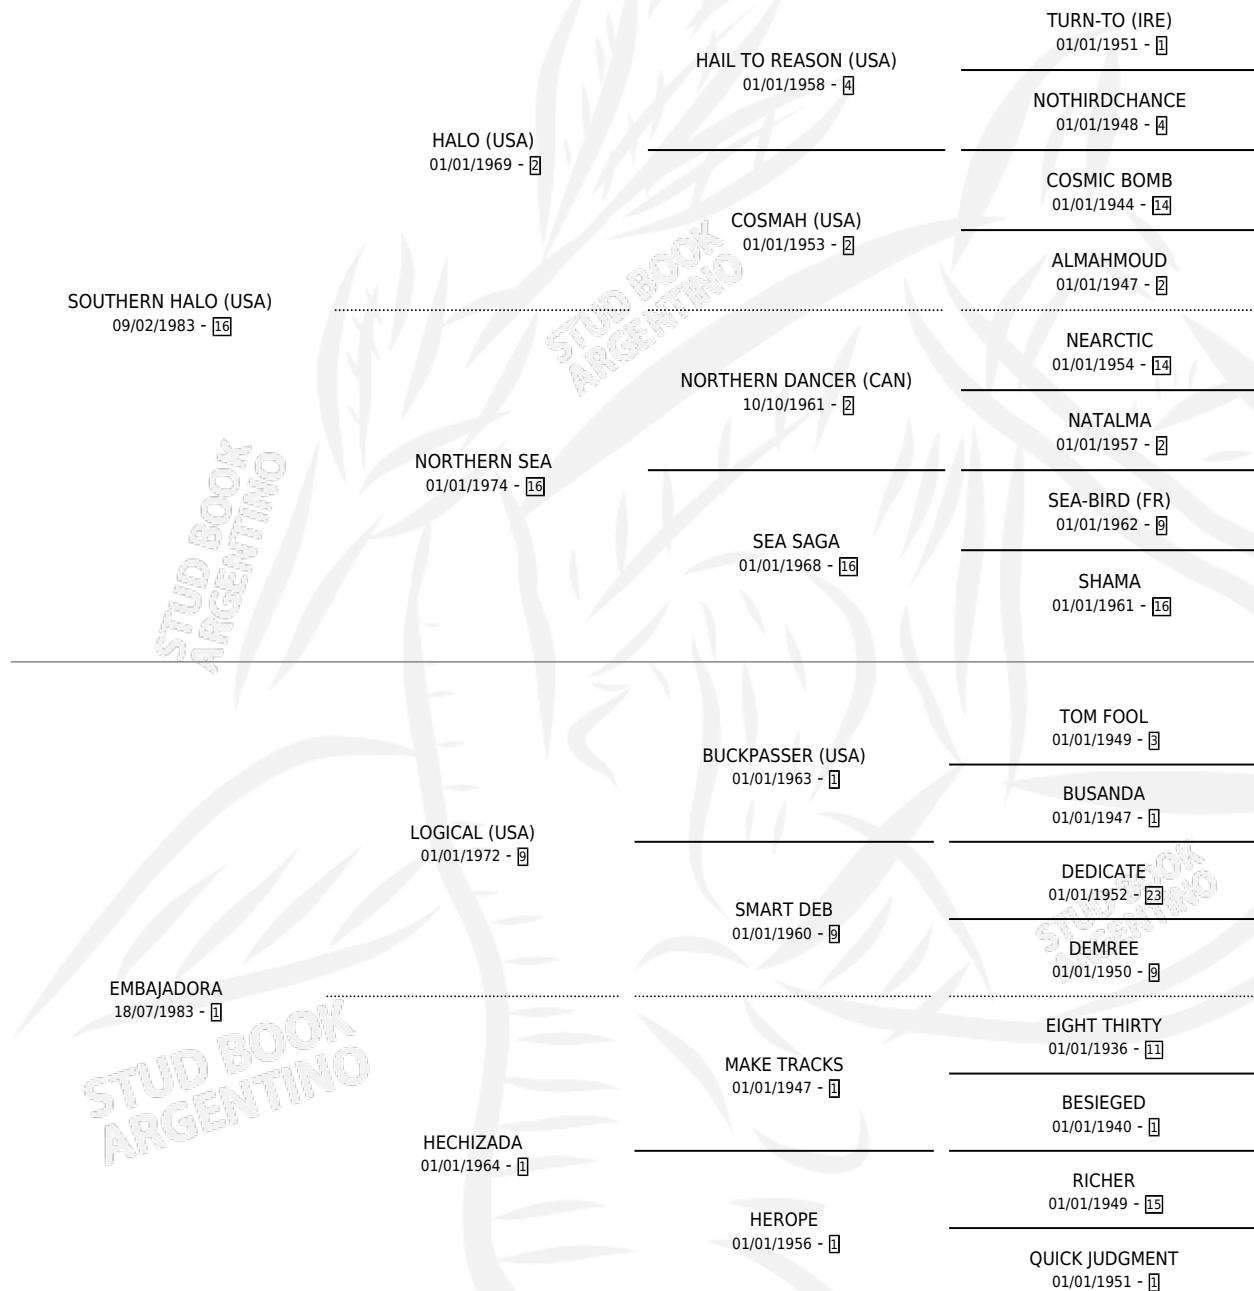 TURN-TO (IRE)
01/01/1951 - 1
HAIL TO REASON (USA)
01/01/1958 - 4
NOTHIRDCHANCE
01/01/1948 - 4
HALO (USA)
01/01/1969 - 2
COSMIC BOMB
01/01/1944 - 14
COSMAH (USA)
01/01/1953 - 2
ALMAHMOUD
01/01/1947 - 2
SOUTHERN HALO (USA)
09/02/1983 - 16
NEARCTIC
01/01/1954 - 14
NORTHERN DANCER (CAN)
10/10/1961 - 2
NATALMA
01/01/1957 - 2
NORTHERN SEA
01/01/1974 - 16
SEA-BIRD (FR)
01/01/1962 - 9
SEA SAGA
01/01/1968 - 16
SHAMA
01/01/1961 - 16
TOM FOOL
01/01/1949 - 3
BUCKPASSER (USA)
01/01/1963 - 1
BUSANDA
01/01/1947 - 1
LOGICAL (USA)
01/01/1972 - 9
DEDICATE
01/01/1952 - 23
SMART DEB
01/01/1960 - 9
DEMREE
01/01/1950 - 9
EMBAJADORA
18/07/1983 - 1
EIGHT THIRTY
01/01/1936 - 11
MAKE TRACKS
01/01/1947 - 1
BESIEGED
01/01/1940 - 1
HECHIZADA
01/01/1964 - 1
RICHER
01/01/1949 - 15
HEROPE
01/01/1956 - 1
QUICK JUDGMENT
01/01/1951 - 1
STUD BOOK
ARGENTINO
STUD BOOK
ARGENTINO
STUD BOOK
ARGENTINO
STUD BOOK
ARGENTINO